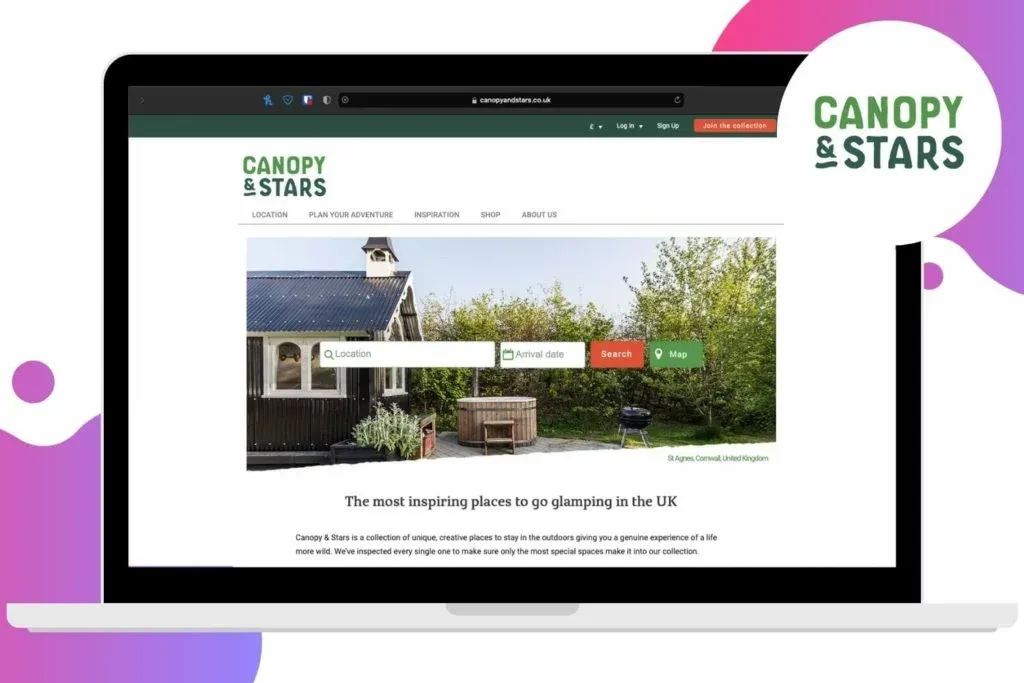 canopyandstars.co.uk
£ Log In Sign Up Join the collection
CANOPY
& STARS
CANOPY
& STARS
LOCATION PLAN YOUR ADVENTURE INSPIRATION SHOP ABOUT US
Location Arrival date Search Map
St Agnes, Cornwall, United Kingdom
The most inspiring places to go glamping in the UK
Canopy & Stars is a collection of unique, creative places to stay in the outdoors giving you a genuine experience of a life
more wild. We've inspected every single one to make sure only the most special spaces make it into our collection.